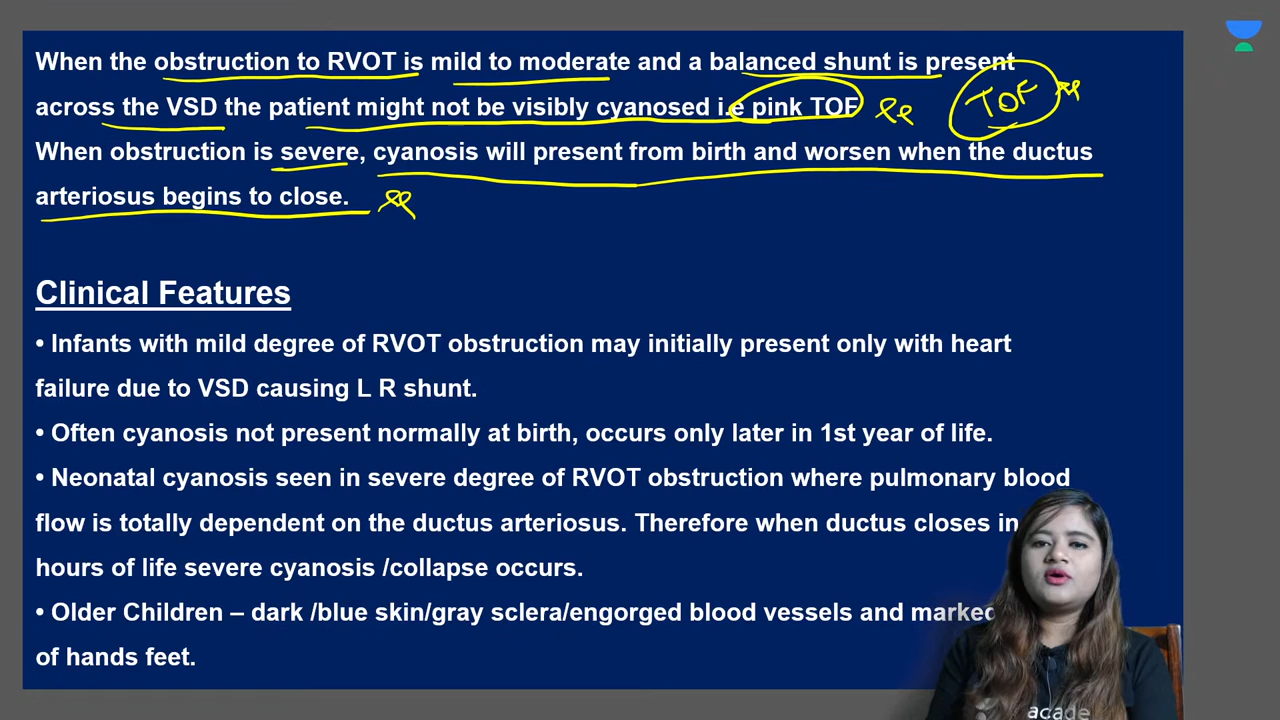 When the obstruction to RVOT is mild to moderate and a balanced shunt is present
across the VSD the patient might not be visibly cyanosed i.e pink TOF
TOF
When obstruction is severe, cyanosis will present from birth and worsen when the ductus
arteriosus begins to close.
Clinical Features
• Infants with mild degree of RVOT obstruction may initially present only with heart
failure due to VSD causing L R shunt.
• Often cyanosis not present normally at birth, occurs only later in 1st year of life.
• Neonatal cyanosis seen in severe degree of RVOT obstruction where pulmonary blood
flow is totally dependent on the ductus arteriosus. Therefore when ductus closes in
hours of life severe cyanosis /collapse occurs.
• Older Children – dark /blue skin/gray sclera/engorged blood vessels and marked
of hands feet.